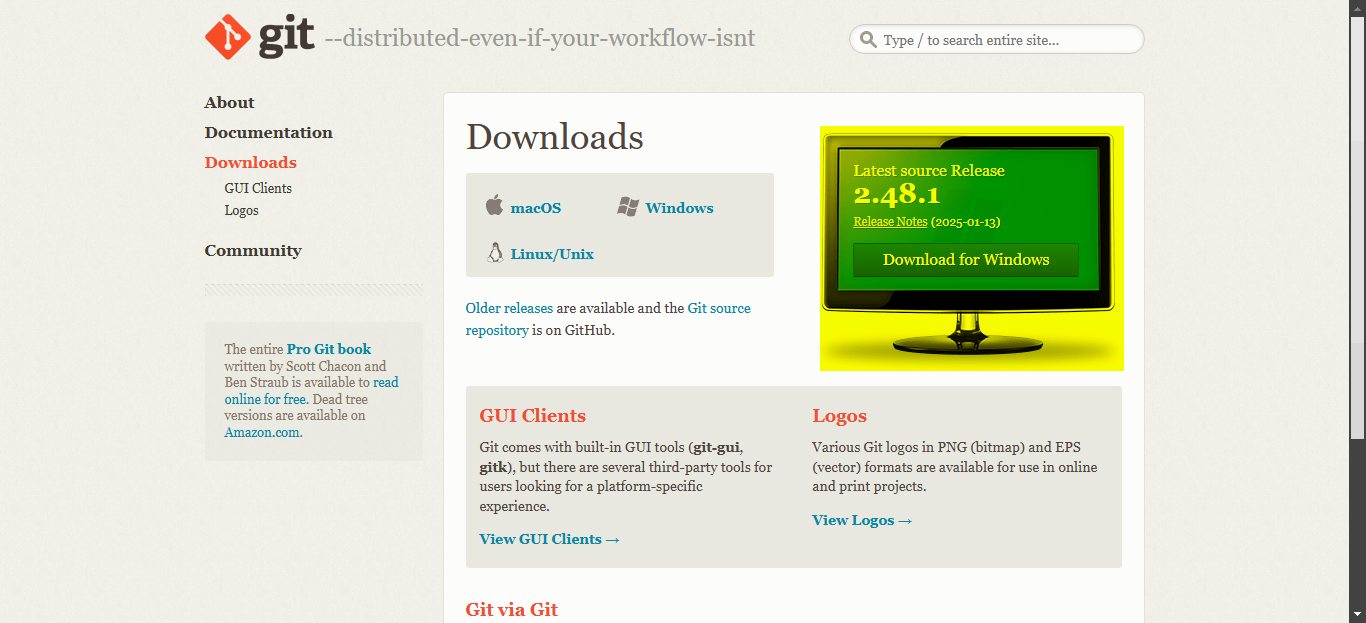 git --distributed-even-if-your-workflow-isnt
Type / to search entire site...
About
Documentation
Downloads
GUI Clients
Logos
Community
The entire Pro Git book
written by Scott Chacon and
Ben Straub is available to read
online for free. Dead tree
versions are available on
Amazon.com.
Downloads
macOS
Windows
Linux/Unix
Older releases are available and the Git source
repository is on GitHub.
Latest source Release
2.48.1
Release Notes (2025-01-13)
Download for Windows
GUI Clients
Git comes with built-in GUI tools (git-gui,
gitk), but there are several third-party tools for
users looking for a platform-specific
experience.
View GUI Clients →
Logos
Various Git logos in PNG (bitmap) and EPS
(vector) formats are available for use in online
and print projects.
View Logos →
Git via Git